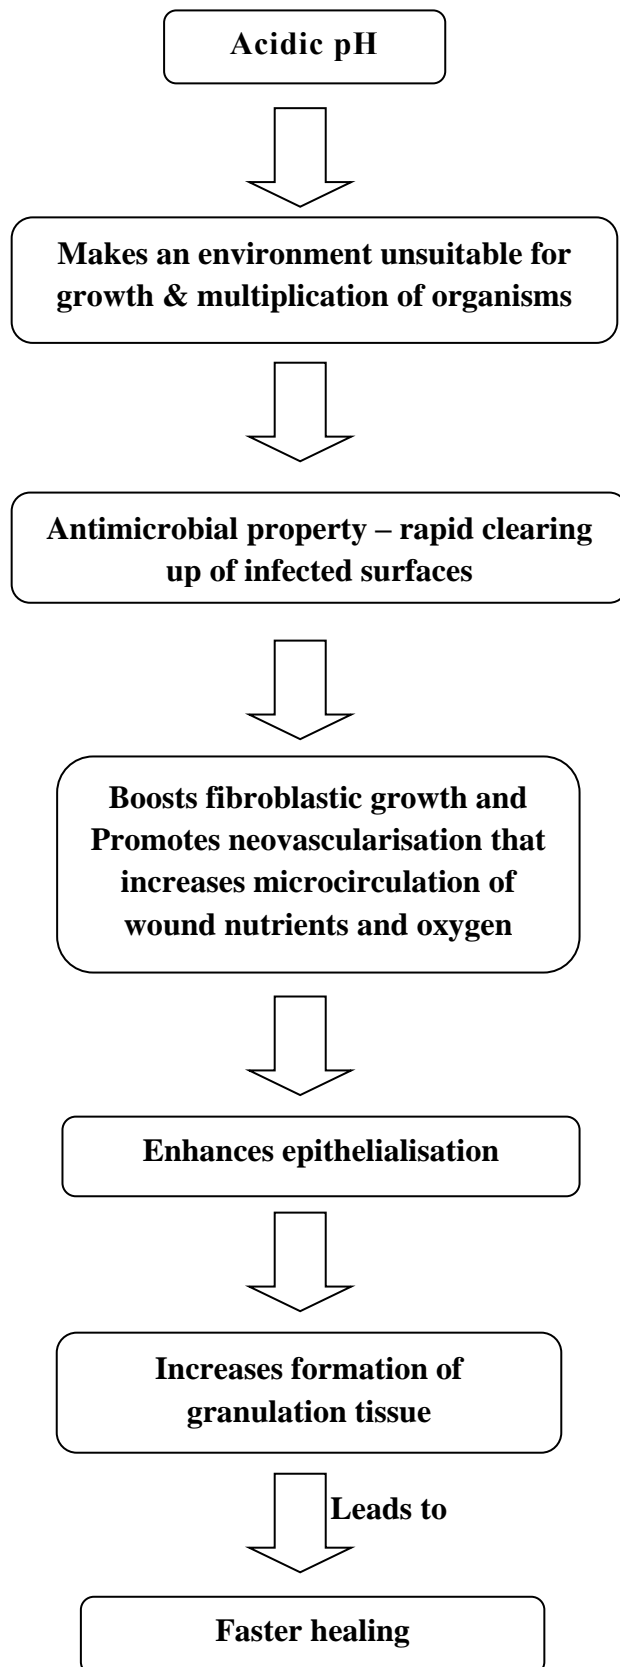 Acidic pH
Makes an environment unsuitable for
growth & multiplication of organisms
Antimicrobial property – rapid clearing
up of infected surfaces
Boosts fibroblastic growth and
Promotes neovascularisation that
increases microcirculation of
wound nutrients and oxygen
Enhances epithelialisation
Increases formation of
granulation tissue
Leads to
Faster healing